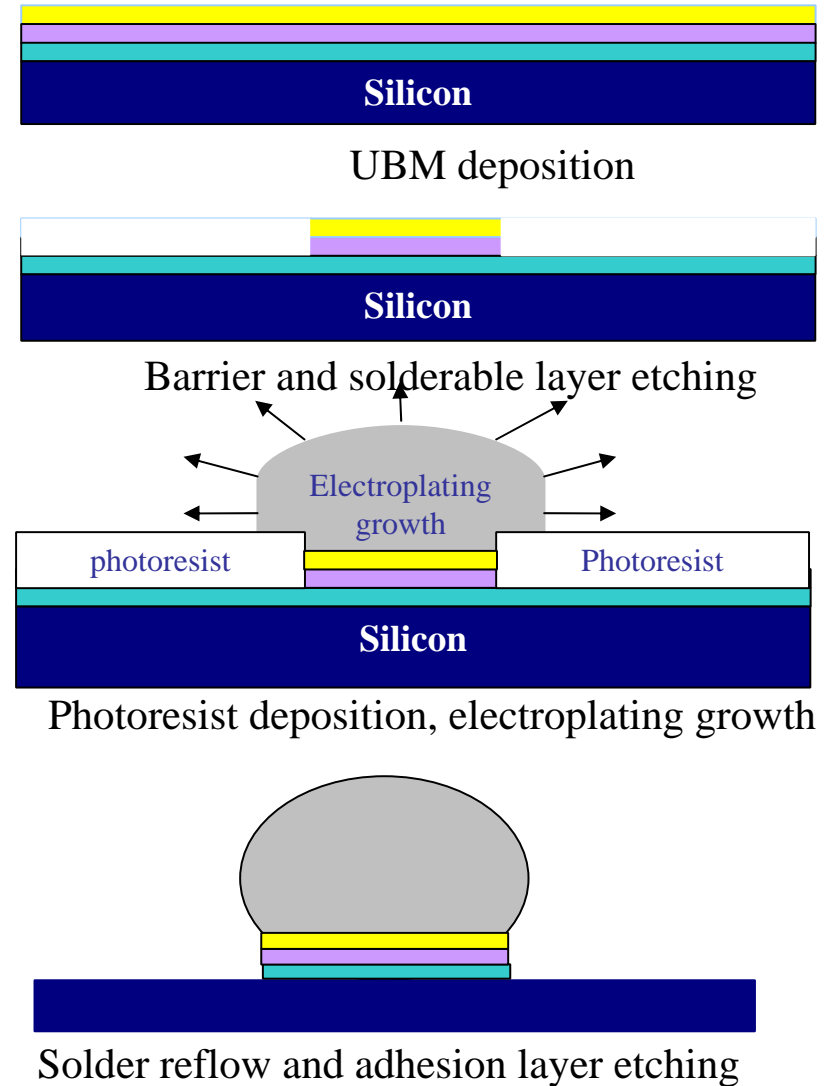 Silicon
UBM deposition
Silicon
Barrier and solderable layer etching
Electroplating
growth
photoresist
Photoresist
Silicon
Photoresist deposition, electroplating growth
Solder reflow and adhesion layer etching